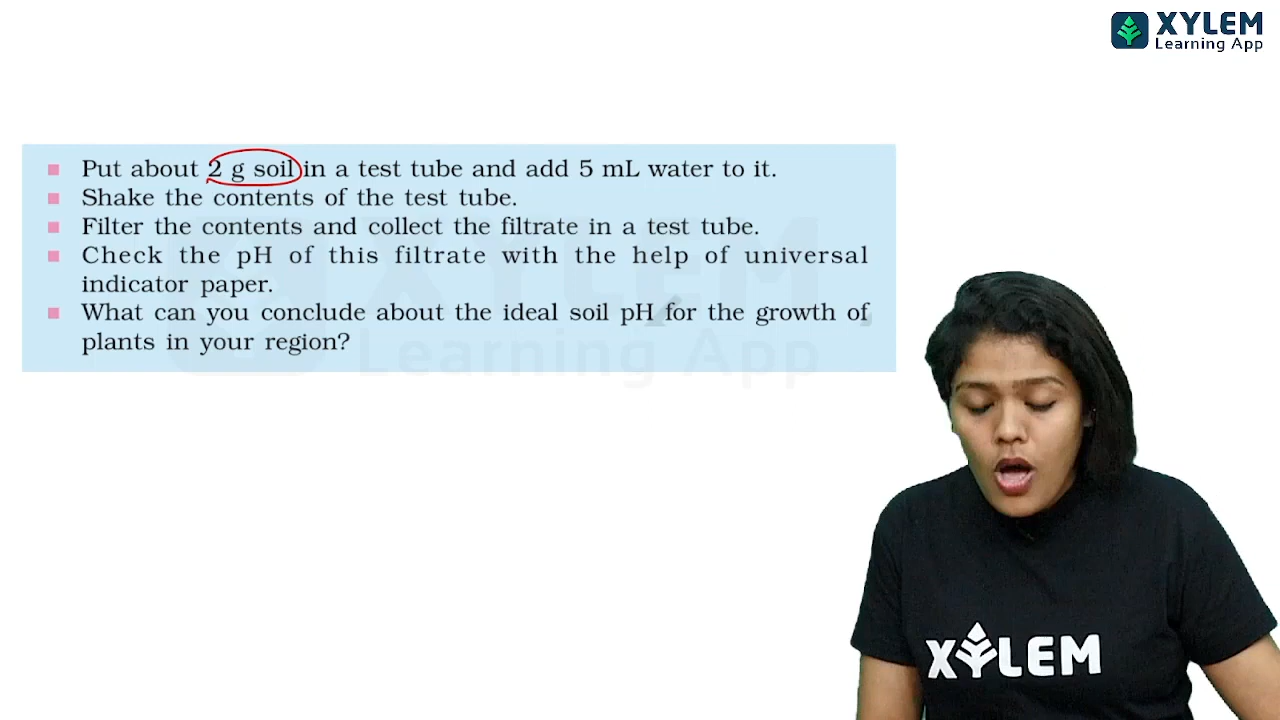 XYLEM
Learning App
Put about 2 g soil in a test tube and add 5 mL water to it.
Shake the contents of the test tube.
Filter the contents and collect the filtrate in a test tube.
Check the pH of this filtrate with the help of universal
indicator paper.
What can you conclude about the ideal soil pH for the growth of
plants in your region?
XYLEM
Learning App
XYLEM